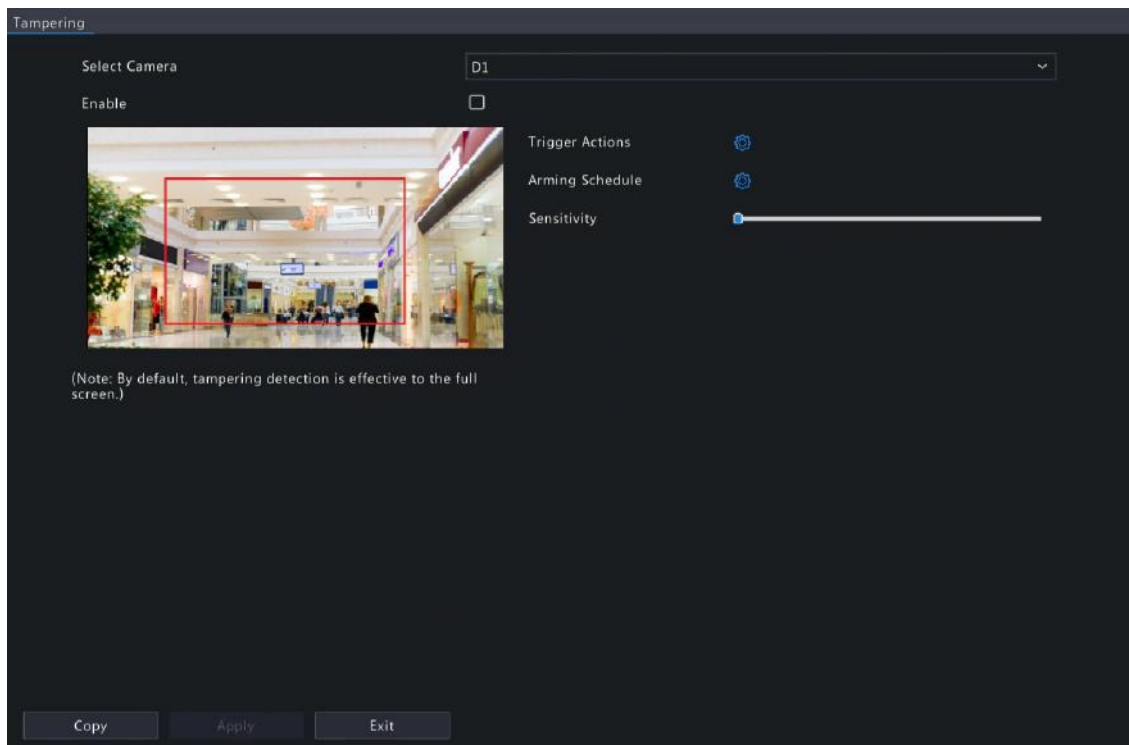 Tampering
Select Camera
D1
Enable
Trigger Actions
Arming Schedule
Sensitivity
(Note: By default, tampering detection is effective to the full
screen.)
Copy
Apply
Exit